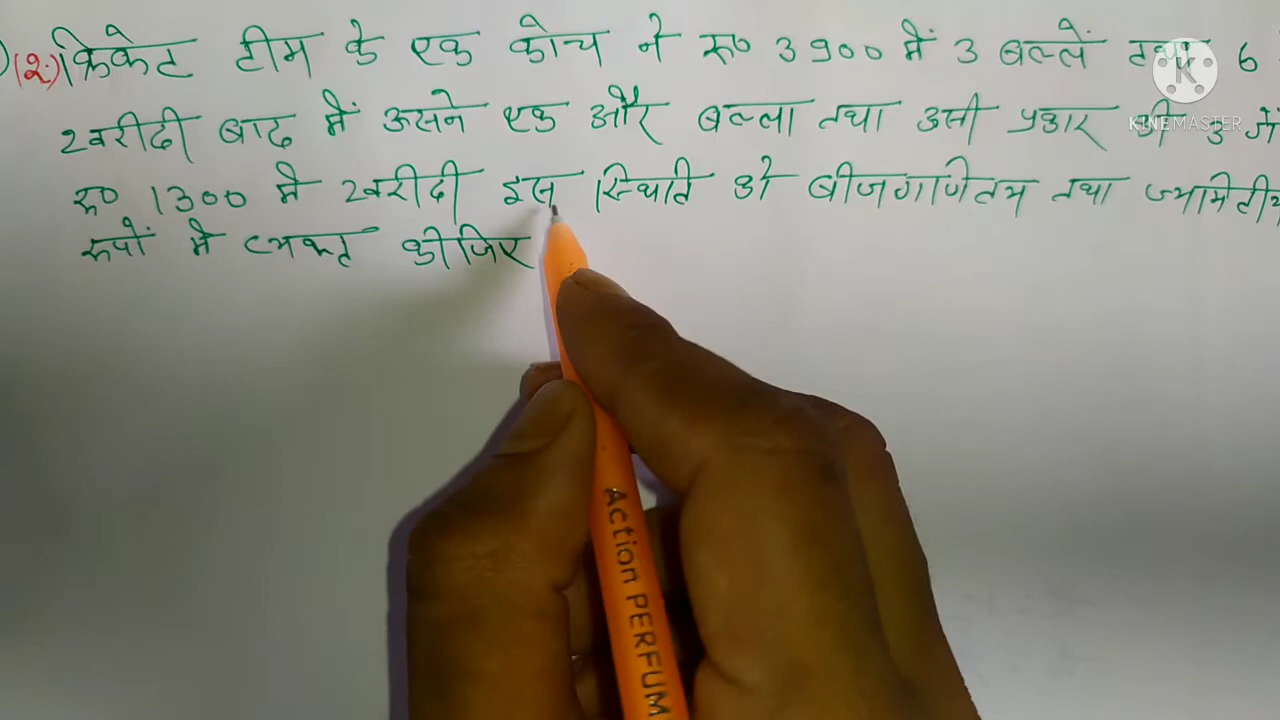 (2.) क्रिकेट टीम के एक कोच ने रू० 3900 में 3 बल्लें तथा 6
खरीदी बाद में उसने एक और बल्ला तथा उसी प्रकार की 3 गें
रू० 1300 में खरीदी इस स्थिति को बीजगणितय तथा ज्यामितीय
रूपों में व्यक्त कीजिए
K
KINEMASTER
Action PERFUM